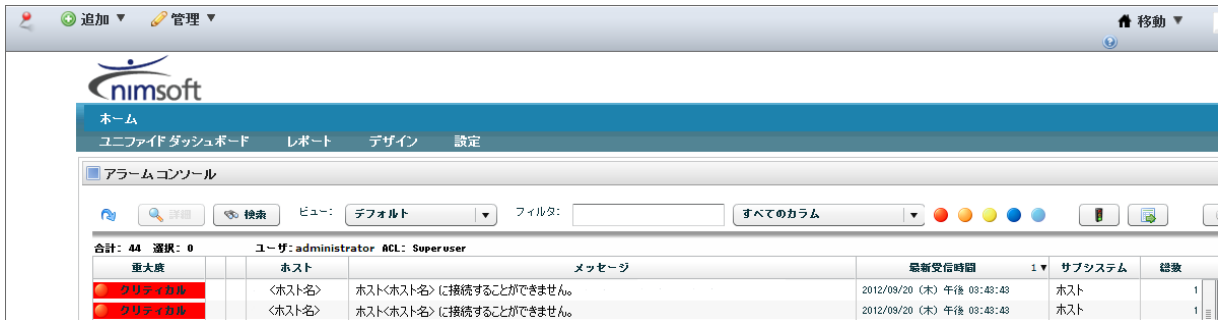 追加 ▼ 管理 ▼ 移動 ▼
nimsoft
ホーム
ユニファイド ダッシュボード レポート デザイン 設定
アラーム コンソール
詳細 検索 ビュー: デフォルト フィルタ: すべてのカラム
合計: 44 選択: 0 ユーザ: administrator ACL: Superuser
重大度 ホスト メッセージ 最新受信時間 1▼ サブシステム 総数
クリティカル <ホスト名> ホスト<ホスト名> に接続することができません。 2012/09/20 (木) 午後 03:43:43 ホスト 1
クリティカル <ホスト名> ホスト<ホスト名> に接続することができません。 2012/09/20 (木) 午後 03:43:43 ホスト 1